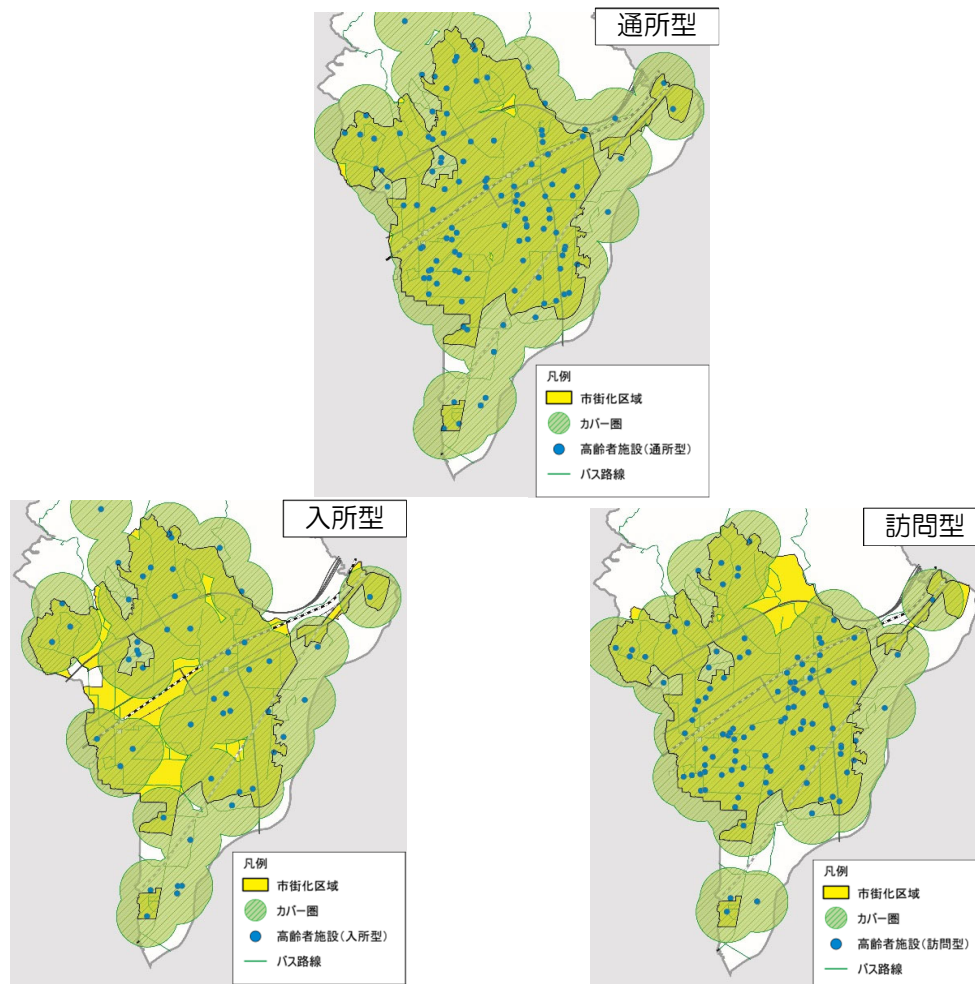 通所型
凡例
市街化区域
カバー圏
高齢者施設(通所型)
バス路線
入所型
凡例
市街化区域
カバー圏
高齢者施設(入所型)
バス路線
訪問型
凡例
市街化区域
カバー圏
高齢者施設(訪問型)
バス路線